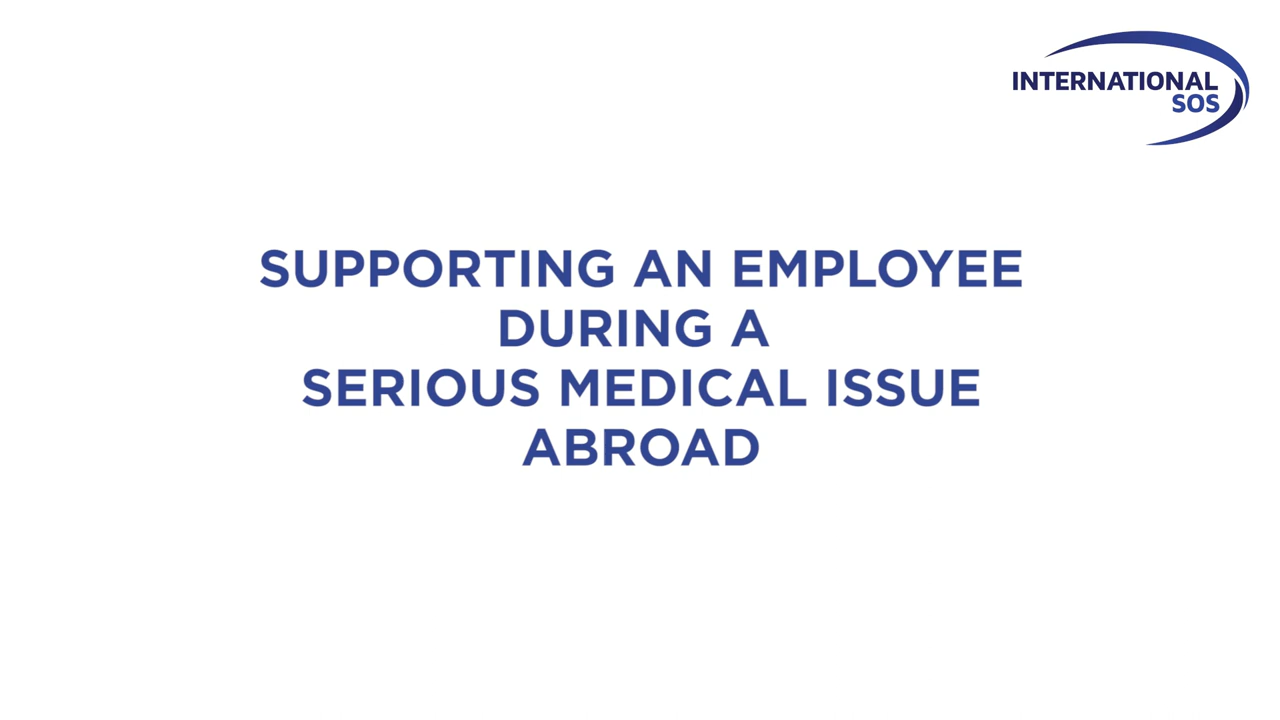 INTERNATIONAL
SOS
SUPPORTING AN EMPLOYEE
DURING A
SERIOUS MEDICAL ISSUE
ABROAD